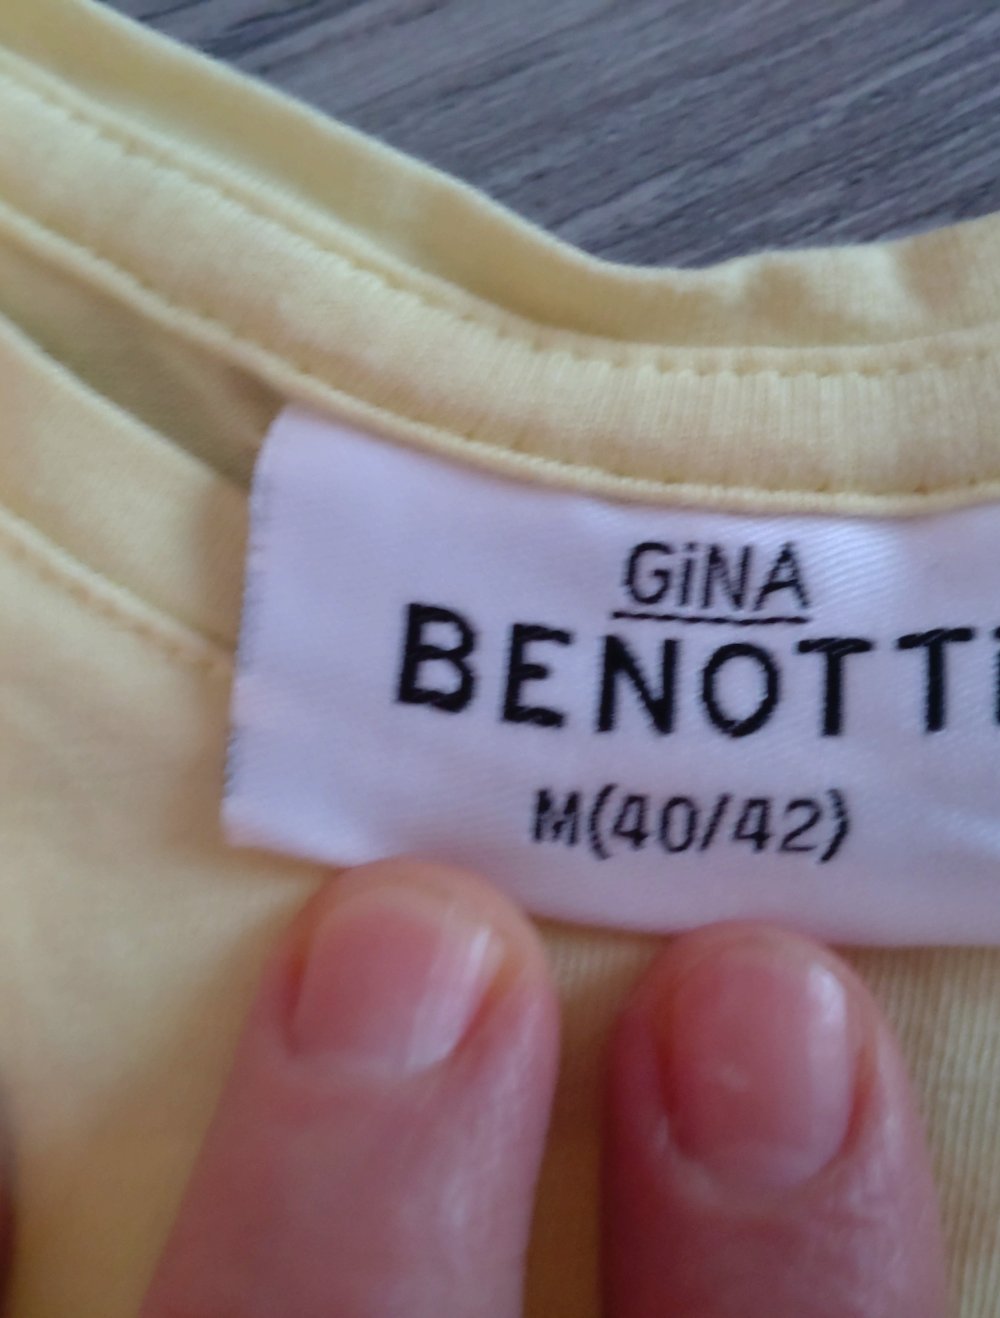 GiNA
BENOTTI
M(40/42)